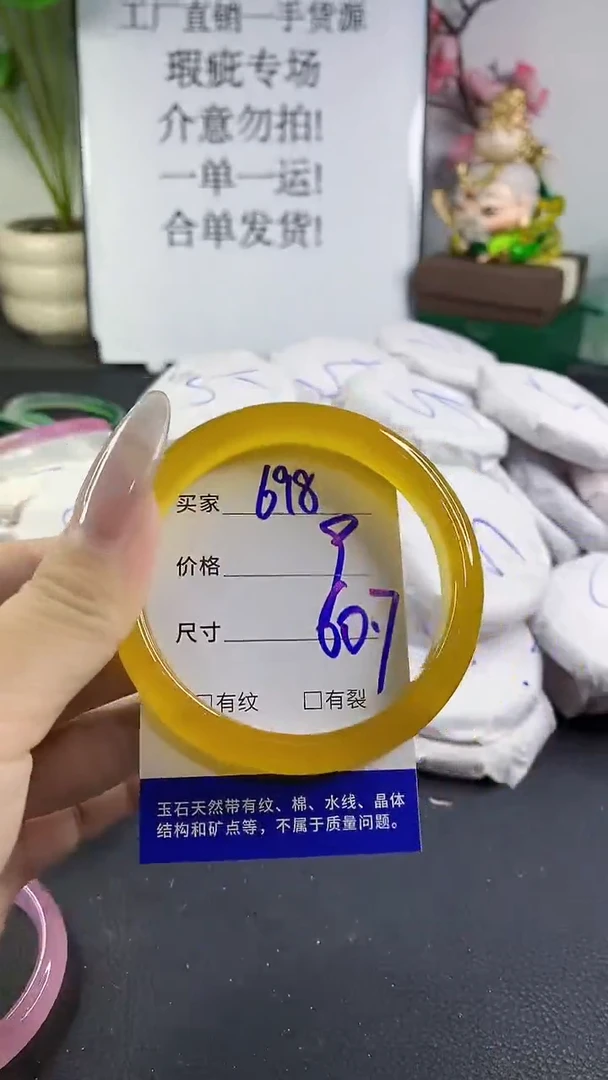 工厂直销一手货源
瑕疵专场
介意勿拍!
一单一运!
合单发货!
买家 698
价格 9
尺寸 60.7
□有纹 □有裂
玉石天然带有纹、棉、水线、晶体
结构和矿点等，不属于质量问题。